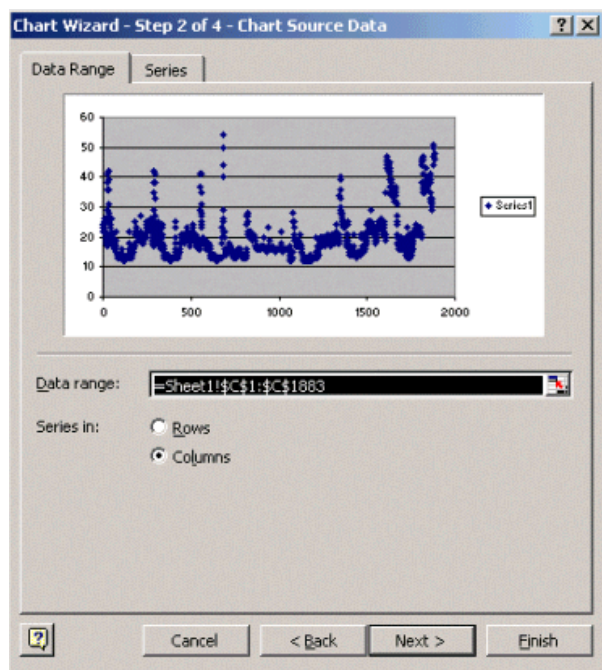 Chart Wizard - Step 2 of 4 - Chart Source Data
Data Range Series
60
50
40
30
20
10
0
0 500 1000 1500 2000
Series1
Data range: =Sheet1!$C$1:$C$1883
Series in: Rows
Columns
Cancel < Back Next > Finish